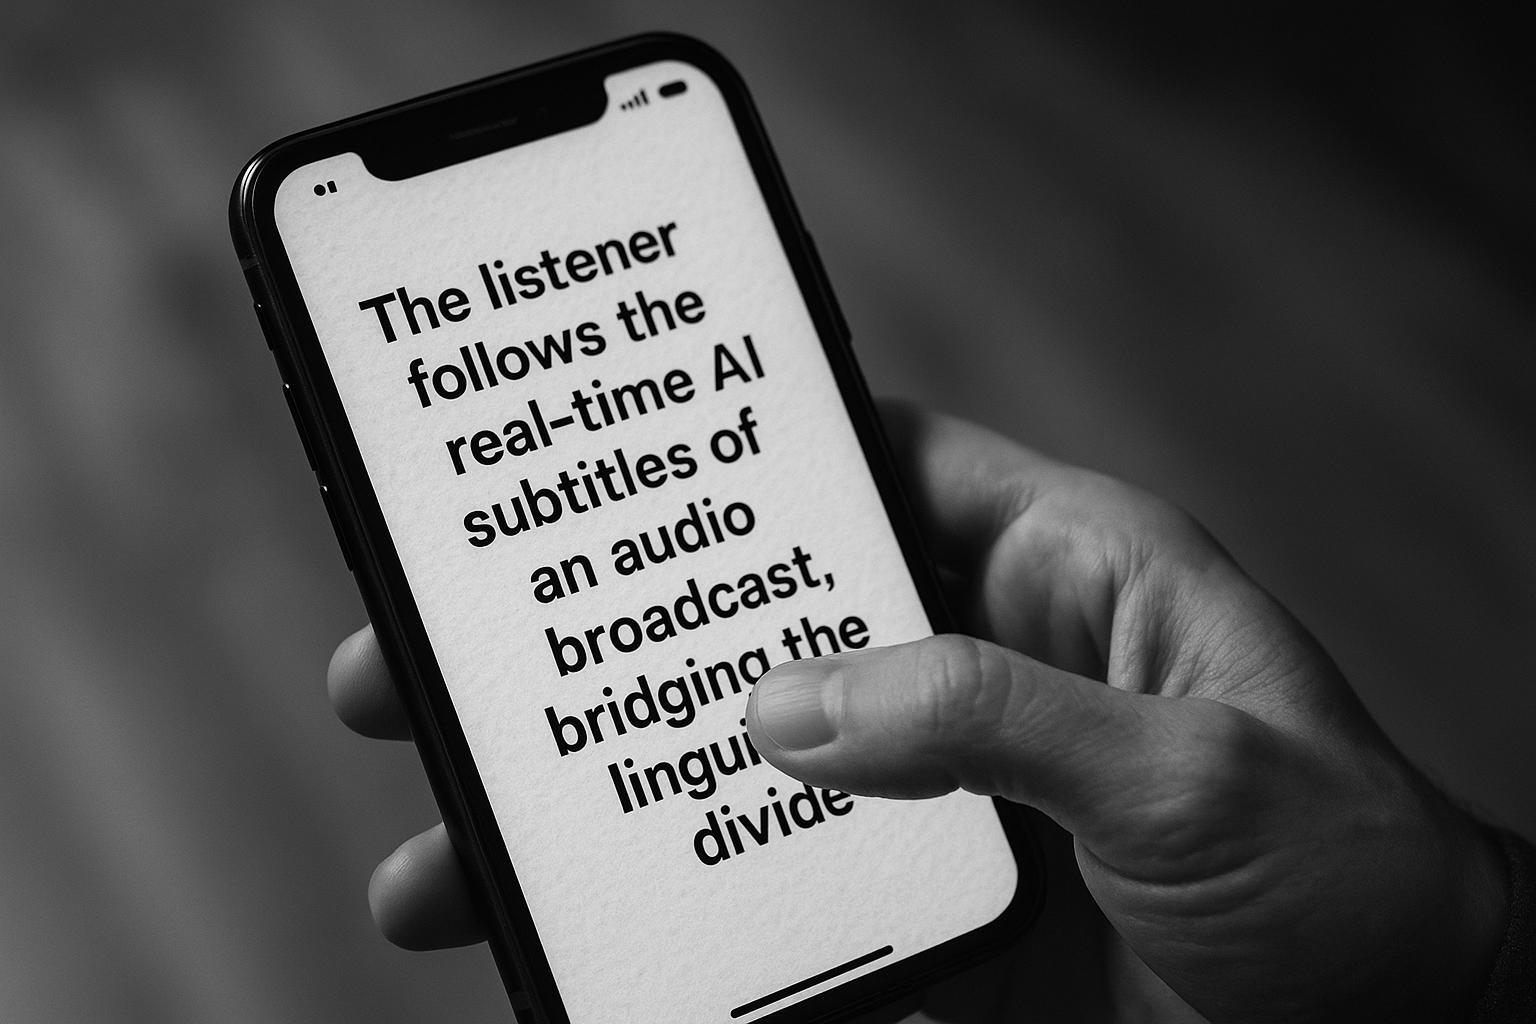 The listener
follows the
real-time AI
subtitles of
an audio
broadcast,
bridging the
divide